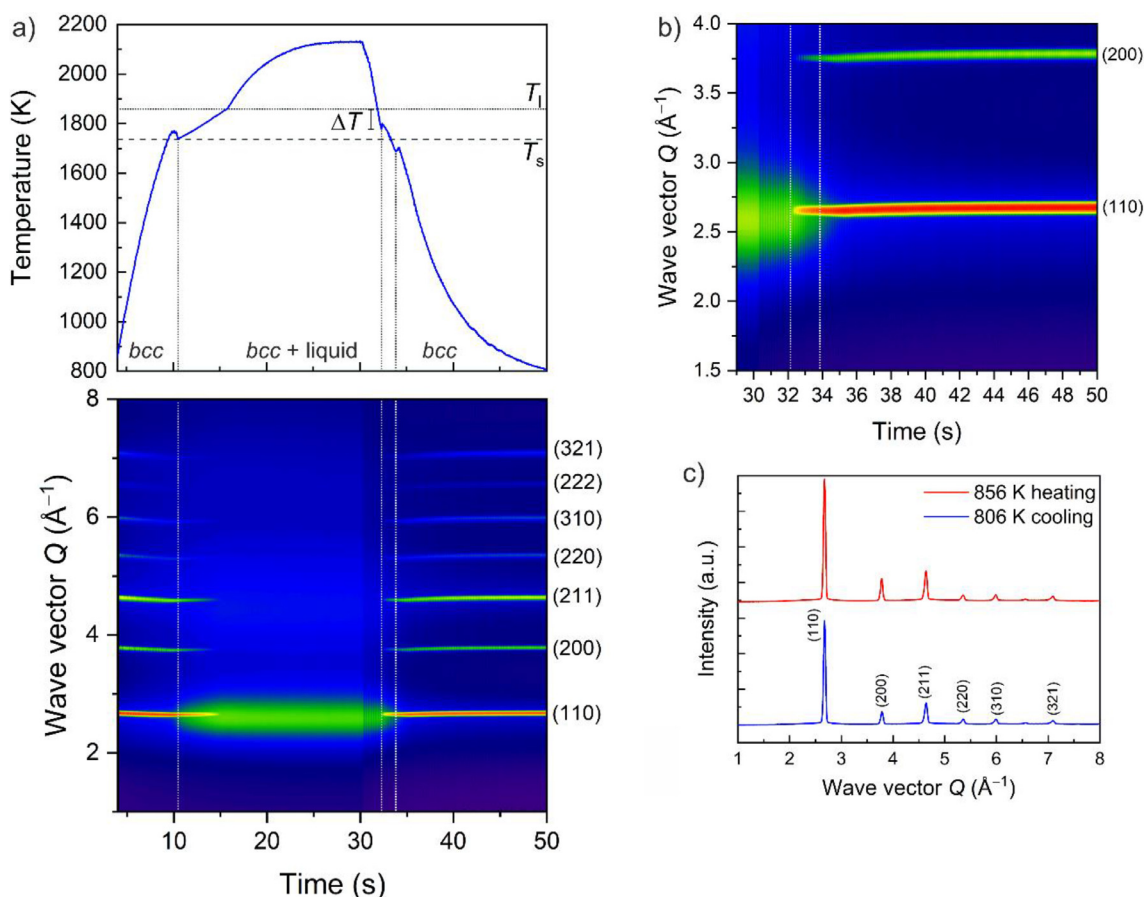 a)
2200
2000
1800
1600
1400
1200
1000
800
Temperature (K)
Tl
ΔT
Ts
bcc
bcc + liquid
bcc
8
6
4
2
Wave vector Q (Å−1)
(321)
(222)
(310)
(220)
(211)
(200)
(110)
10 20 30 40 50
Time (s)
b)
4.0
3.5
3.0
2.5
2.0
1.5
Wave vector Q (Å−1)
(200)
(110)
30 32 34 36 38 40 42 44 46 48 50
Time (s)
c)
856 K heating
806 K cooling
Intensity (a.u.)
(110)
(200)
(211)
(220)
(310)
(321)
1 2 3 4 5 6 7 8
Wave vector Q (Å−1)